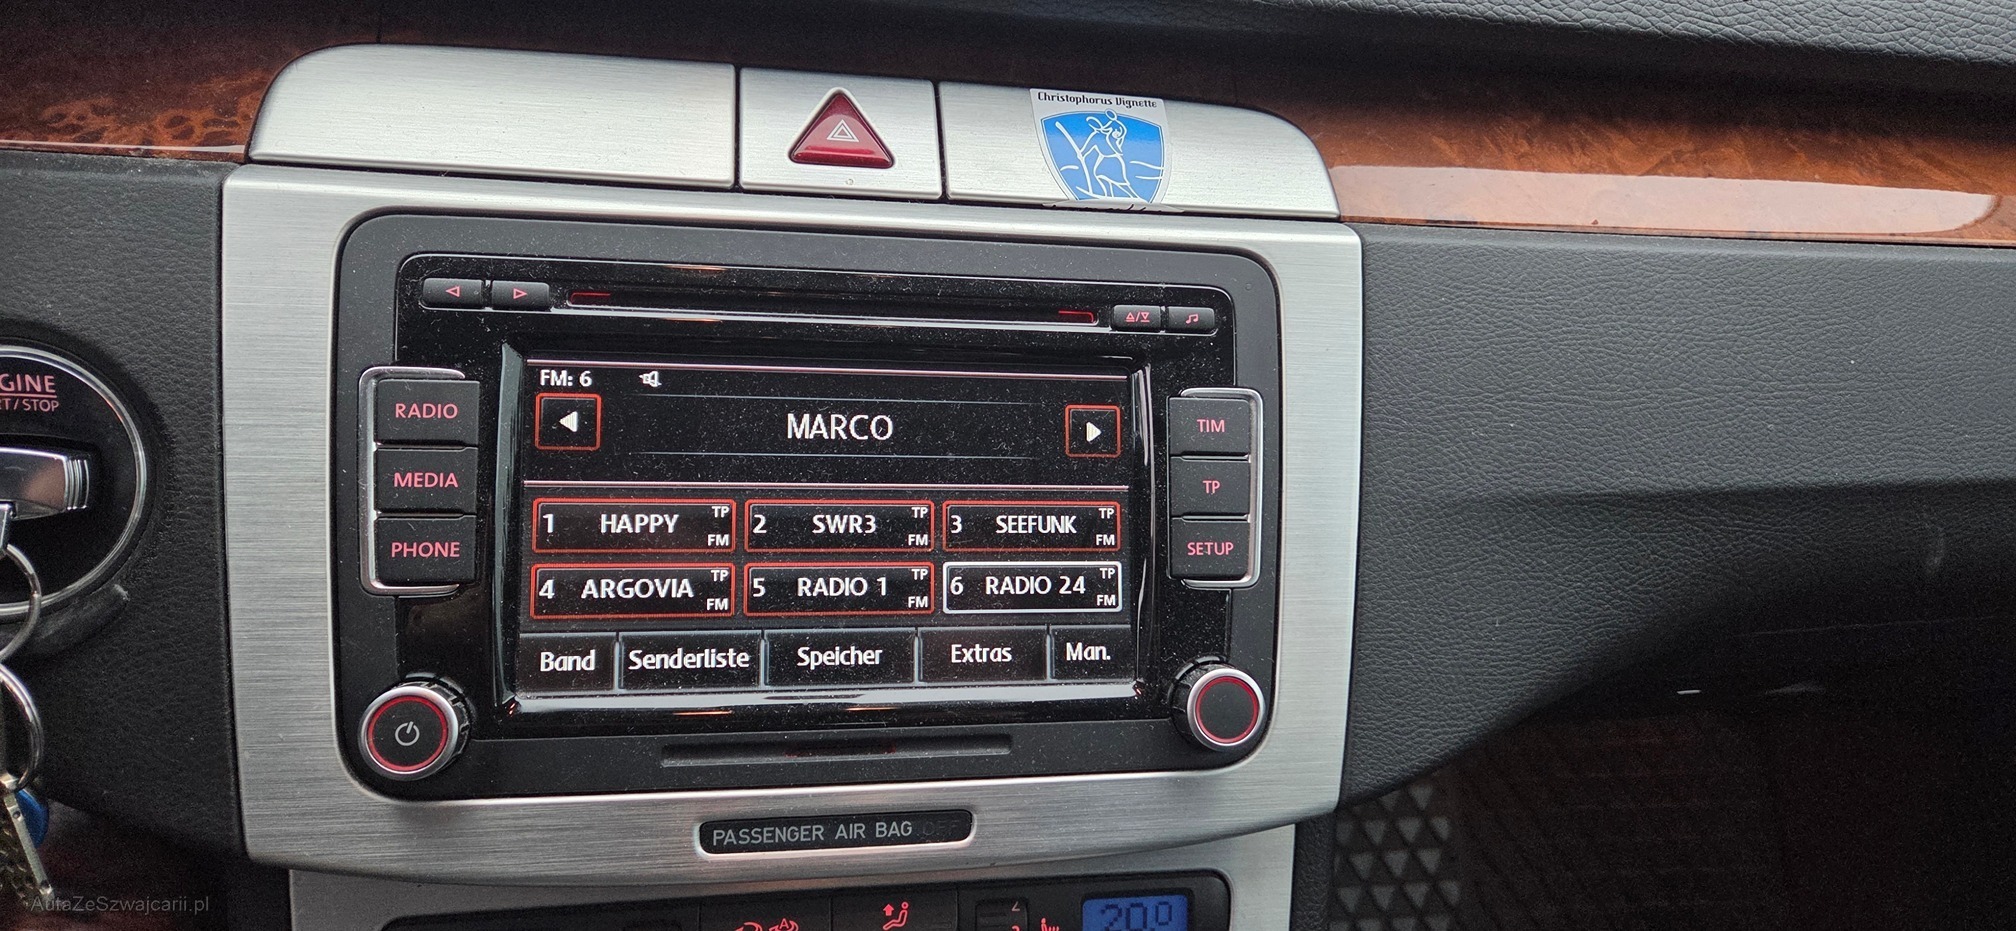 Christophorus Vignette
GINE
T/STOP
RADIO
MEDIA
PHONE
FM: 6
MARCO
1 HAPPY TP FM
2 SWR3 TP FM
3 SEEFUNK TP FM
4 ARGOVIA TP FM
5 RADIO 1 TP FM
6 RADIO 24 TP FM
Band Senderliste Speicher Extras Man.
TIM
TP
SETUP
PASSENGER AIR BAG OFF
20.0
AutaZeSzwajcarii.pl